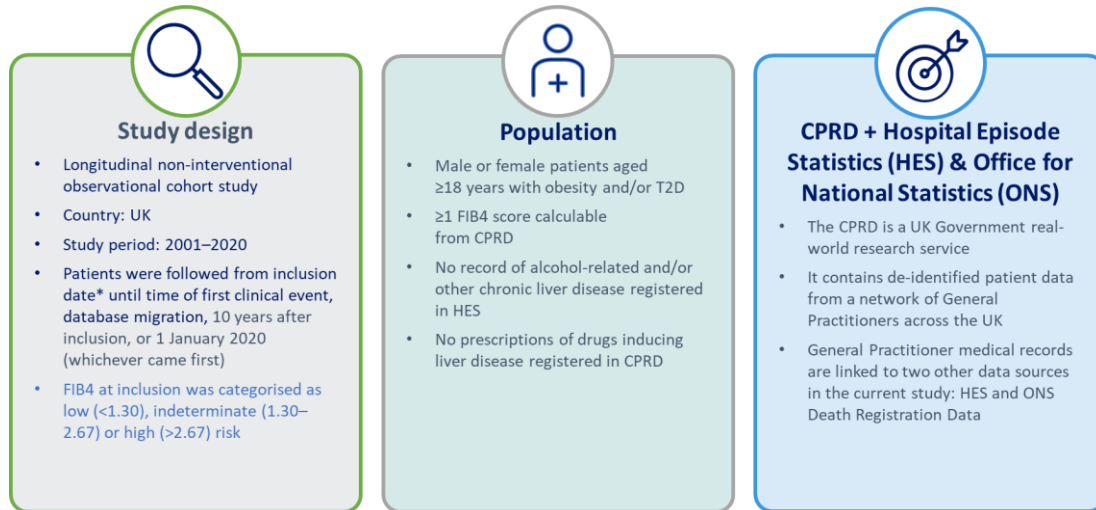 Study design
• Longitudinal non-interventional
observational cohort study
• Country: UK
• Study period: 2001–2020
• Patients were followed from inclusion
date* until time of first clinical event,
database migration, 10 years after
inclusion, or 1 January 2020
(whichever came first)
• FIB4 at inclusion was categorised as
low (<1.30), indeterminate (1.30–
2.67) or high (>2.67) risk
Population
• Male or female patients aged
≥18 years with obesity and/or T2D
• ≥1 FIB4 score calculable
from CPRD
• No record of alcohol-related and/or
other chronic liver disease registered
in HES
• No prescriptions of drugs inducing
liver disease registered in CPRD
CPRD + Hospital Episode
Statistics (HES) & Office for
National Statistics (ONS)
• The CPRD is a UK Government real-
world research service
• It contains de-identified patient data
from a network of General
Practitioners across the UK
• General Practitioner medical records
are linked to two other data sources
in the current study: HES and ONS
Death Registration Data